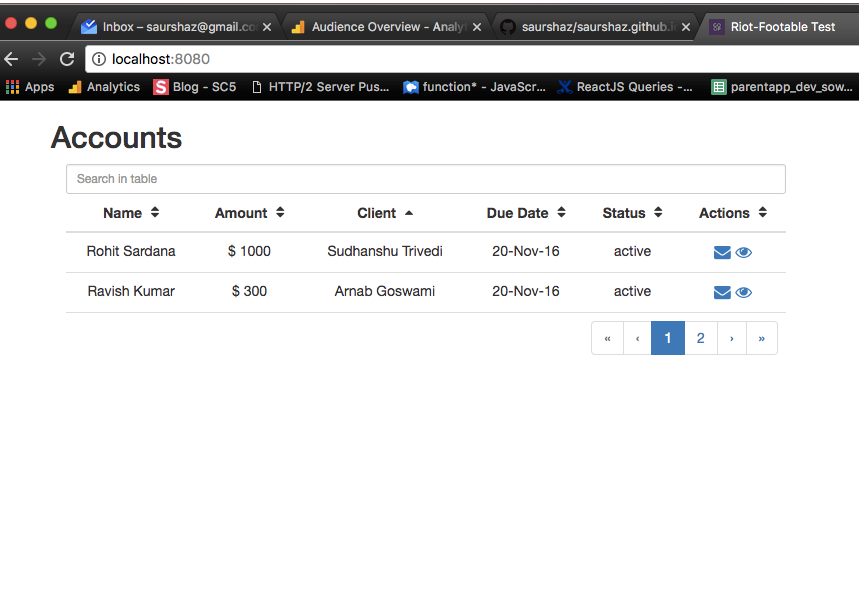 Inbox – saurshaz@gmail.co
Audience Overview - Analy
saurshaz/saurshaz.github.i
Riot-Footable Test
localhost:8080
Apps Analytics Blog - SC5 HTTP/2 Server Pus... function* - JavaScr... ReactJS Queries -... parentapp_dev_sow...
Accounts
Search in table
Name Amount Client Due Date Status Actions
Rohit Sardana $ 1000 Sudhanshu Trivedi 20-Nov-16 active
Ravish Kumar $ 300 Arnab Goswami 20-Nov-16 active
« ‹ 1 2 › »